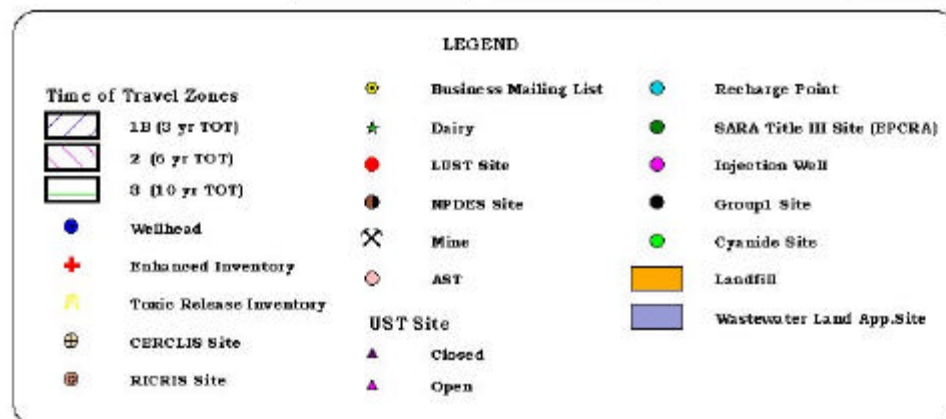 LEGEND
Time of Travel Zones
1B (3 yr TOT)
2 (6 yr TOT)
3 (10 yr TOT)
Wellhead
Enhanced Inventory
Toxic Release Inventory
CERCLIS Site
RICRIS Site
Business Mailing List
Dairy
LUST Site
NPDES Site
Mine
AST
UST Site
Closed
Open
Recharge Point
SARA Title III Site (EPCRA)
Injection Well
Group1 Site
Cyanide Site
Landfill
Wastewater Land App.Site